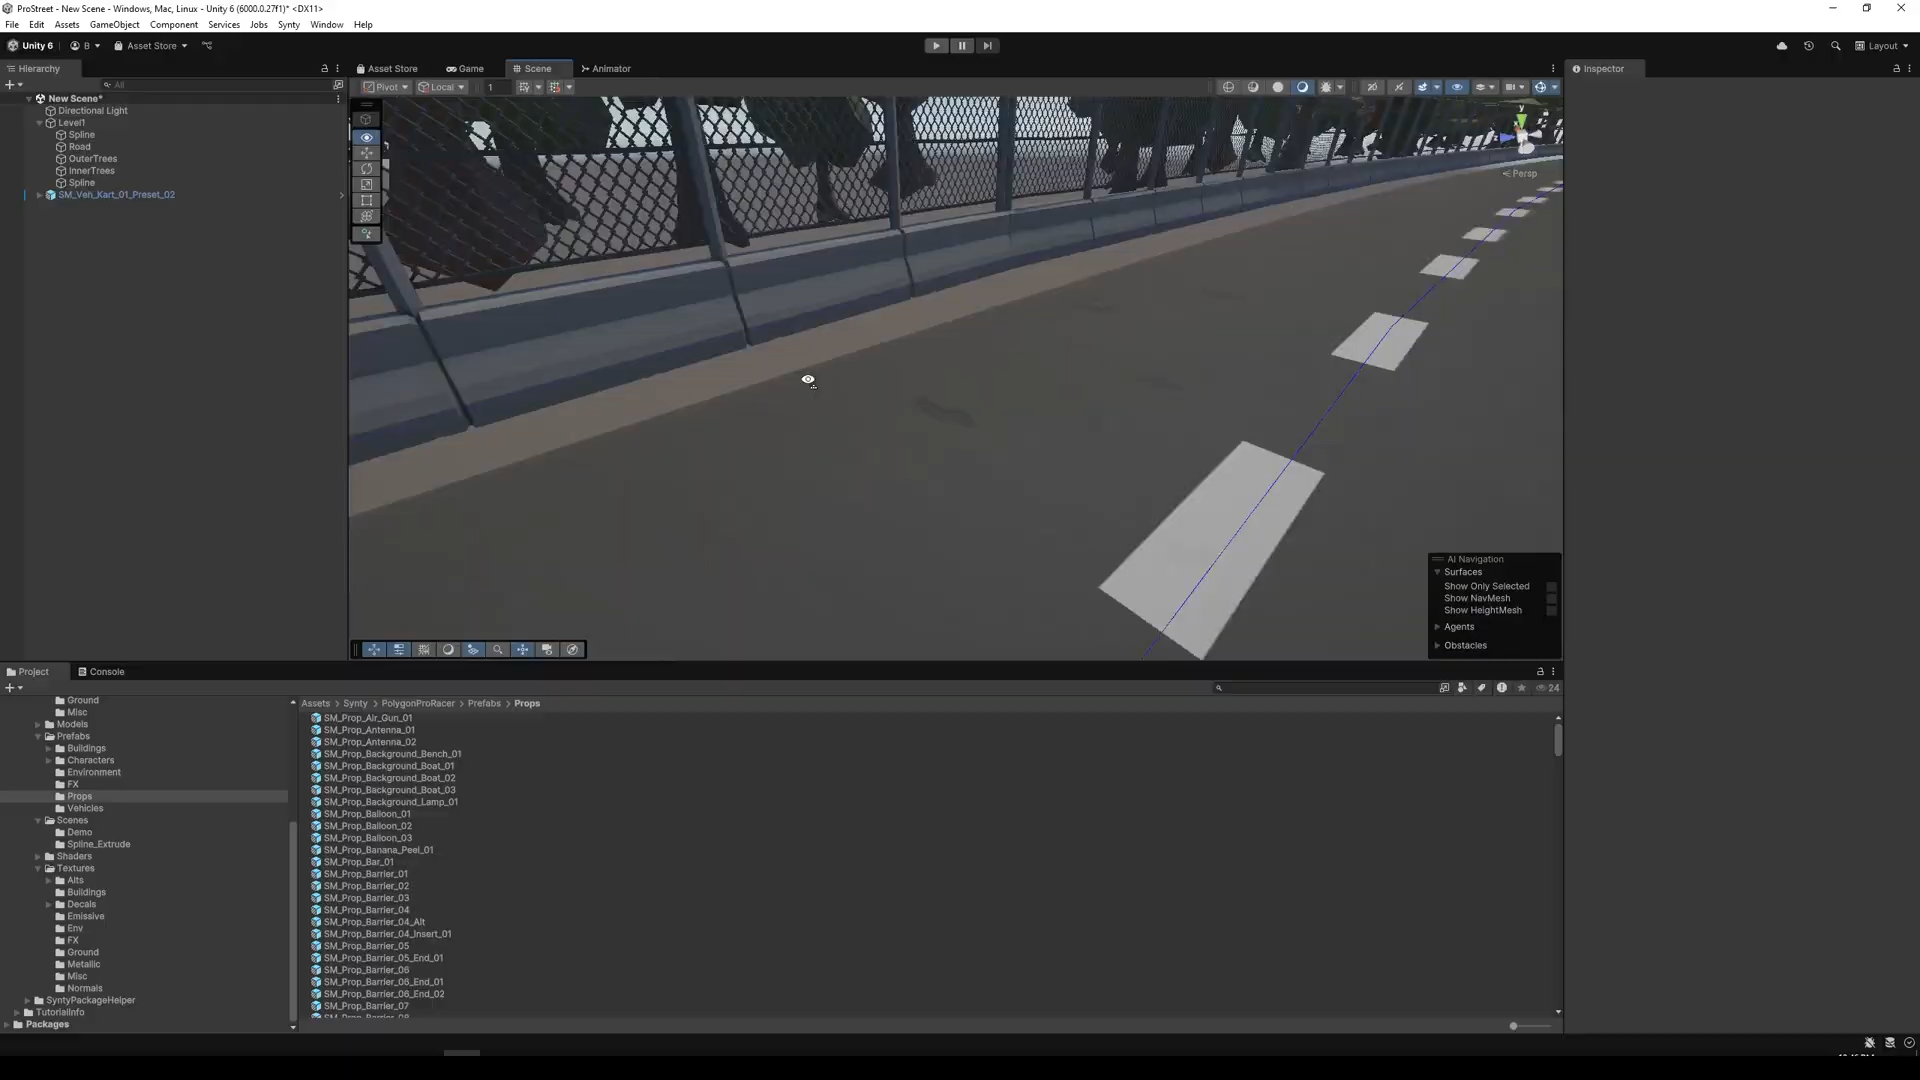 ProStreet - New Scene - Windows, Mac, Linux - Unity 6 (6000.0.27f1)* <DX11>
File Edit Assets GameObject Component Services Jobs Synty Window Help
Unity 6 B Asset Store Layout
Hierarchy Asset Store Game Scene Animator Inspector
All Pivot Local 1
New Scene*
Directional Light
Level1
Spline
Road
OuterTrees
InnerTrees
Spline
SM_Veh_Kart_01_Preset_02
y
Persp
AI Navigation
Surfaces
Show Only Selected
Show NavMesh
Show HeightMesh
Agents
Obstacles
Project Console
24
Ground
Misc
Models
Prefabs
Buildings
Characters
Environment
FX
Props
Vehicles
Scenes
Demo
Spline_Extrude
Shaders
Textures
Alts
Buildings
Decals
Emissive
Env
FX
Ground
Metallic
Misc
Normals
SyntyPackageHelper
TutorialInfo
Packages
Assets > Synty > PolygonProRacer > Prefabs > Props
SM_Prop_Air_Gun_01
SM_Prop_Antenna_01
SM_Prop_Antenna_02
SM_Prop_Background_Bench_01
SM_Prop_Background_Boat_01
SM_Prop_Background_Boat_02
SM_Prop_Background_Boat_03
SM_Prop_Background_Lamp_01
SM_Prop_Balloon_01
SM_Prop_Balloon_02
SM_Prop_Balloon_03
SM_Prop_Banana_Peel_01
SM_Prop_Bar_01
SM_Prop_Barrier_01
SM_Prop_Barrier_02
SM_Prop_Barrier_03
SM_Prop_Barrier_04
SM_Prop_Barrier_04_Alt
SM_Prop_Barrier_04_Insert_01
SM_Prop_Barrier_05
SM_Prop_Barrier_05_End_01
SM_Prop_Barrier_06
SM_Prop_Barrier_06_End_01
SM_Prop_Barrier_06_End_02
SM_Prop_Barrier_07
SM_Prop_Barrier_08